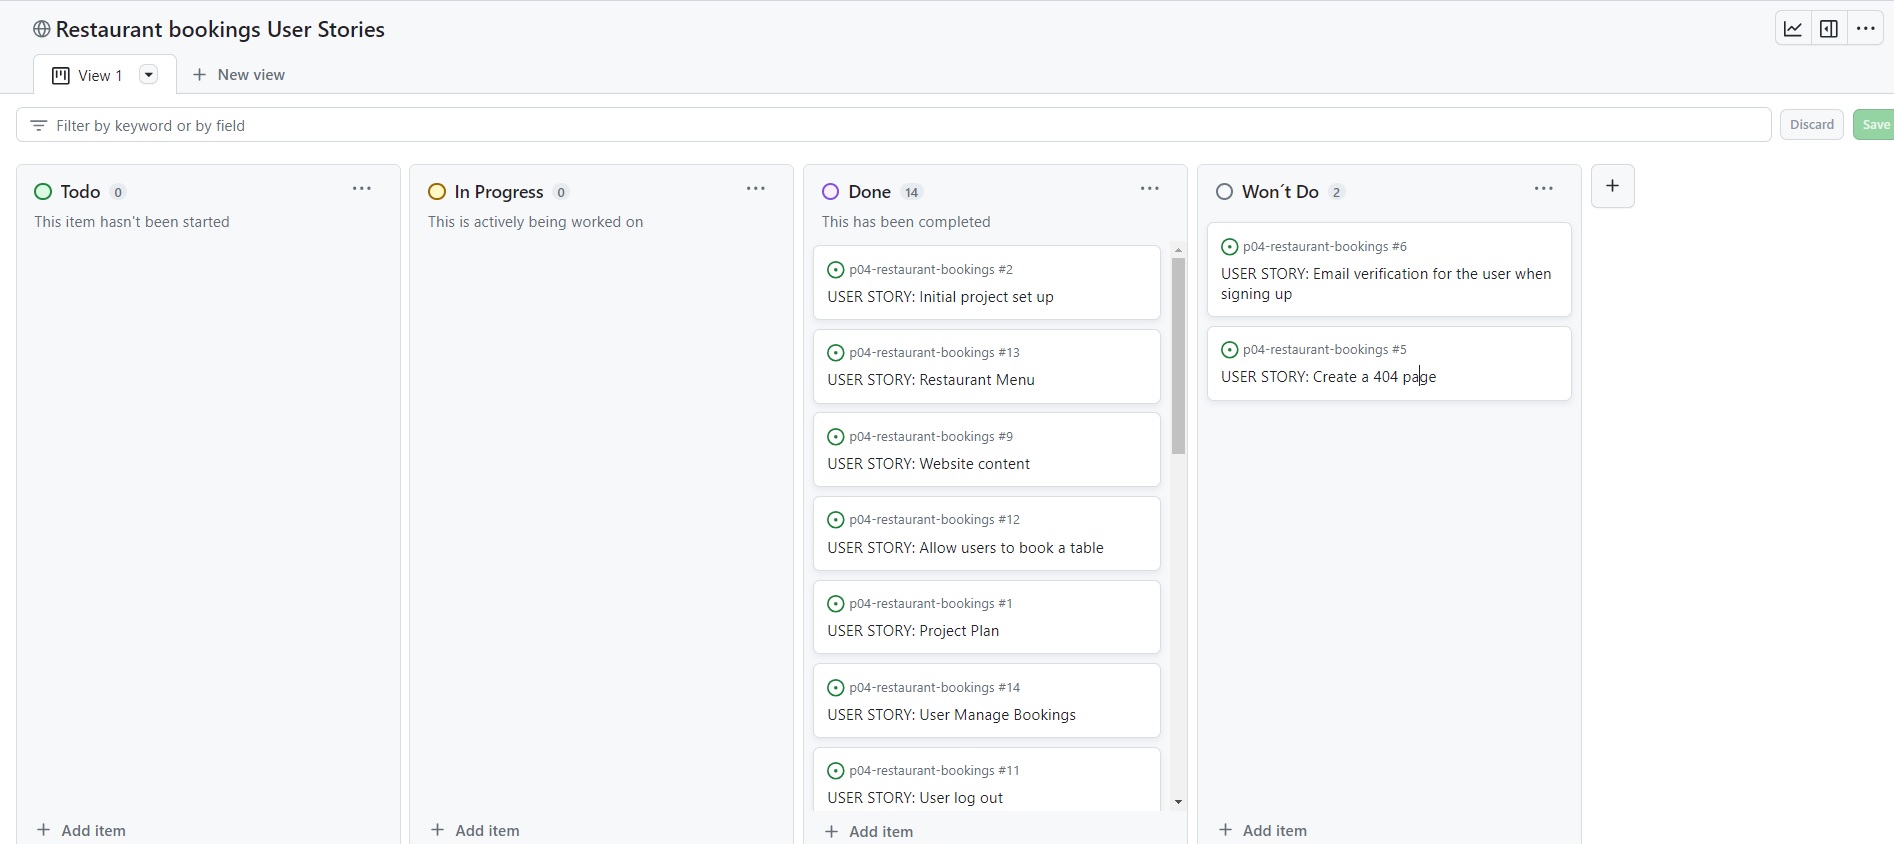 Restaurant bookings User Stories
View 1
New view
Filter by keyword or by field
Discard
Save
Todo 0
This item hasn't been started
Add item
In Progress 0
This is actively being worked on
Add item
Done 14
This has been completed
p04-restaurant-bookings #2
USER STORY: Initial project set up
p04-restaurant-bookings #13
USER STORY: Restaurant Menu
p04-restaurant-bookings #9
USER STORY: Website content
p04-restaurant-bookings #12
USER STORY: Allow users to book a table
p04-restaurant-bookings #1
USER STORY: Project Plan
p04-restaurant-bookings #14
USER STORY: User Manage Bookings
p04-restaurant-bookings #11
USER STORY: User log out
Add item
Won´t Do 2
p04-restaurant-bookings #6
USER STORY: Email verification for the user when
signing up
p04-restaurant-bookings #5
USER STORY: Create a 404 page
Add item